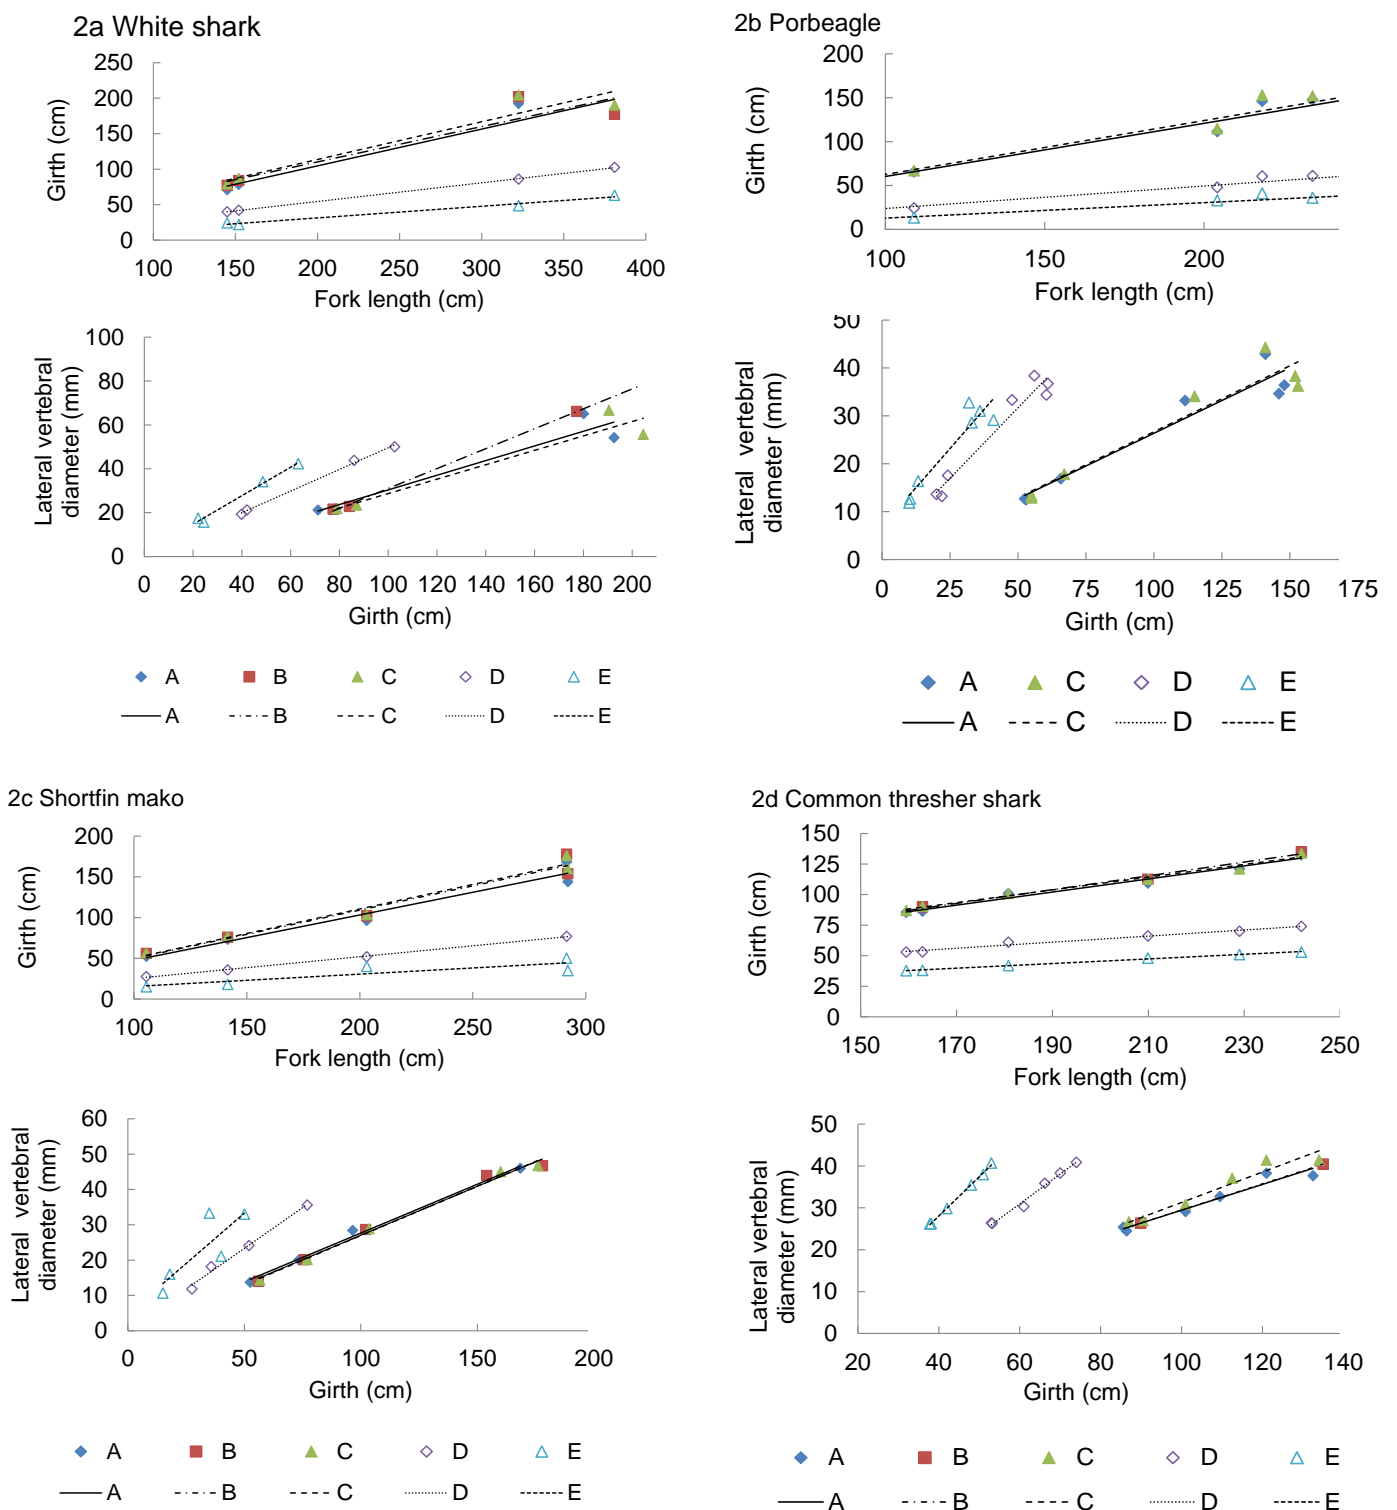 2a White shark
250
200
150
100
50
0
Girth (cm)
100 150 200 250 300 350 400
Fork length (cm)
100
80
60
40
20
0
Lateral vertebral
diameter (mm)
0 20 40 60 80 100 120 140 160 180 200
Girth (cm)
A B C D E
A B C D E
2b Porbeagle
200
150
100
50
0
Girth (cm)
100 150 200
Fork length (cm)
50
40
30
20
10
0
Lateral vertebral
diameter (mm)
0 25 50 75 100 125 150 175
Girth (cm)
A C D E
A C D E
2c Shortfin mako
200
150
100
50
0
Girth (cm)
100 150 200 250 300
Fork length (cm)
60
50
40
30
20
10
0
Lateral vertebral
diameter (mm)
0 50 100 150 200
Girth (cm)
A B C D E
A B C D E
2d Common thresher shark
150
125
100
75
50
25
0
Girth (cm)
150 170 190 210 230 250
Fork length (cm)
50
40
30
20
10
0
Lateral vertebral
diameter (mm)
20 40 60 80 100 120 140
Girth (cm)
A B C D E
A B C D E